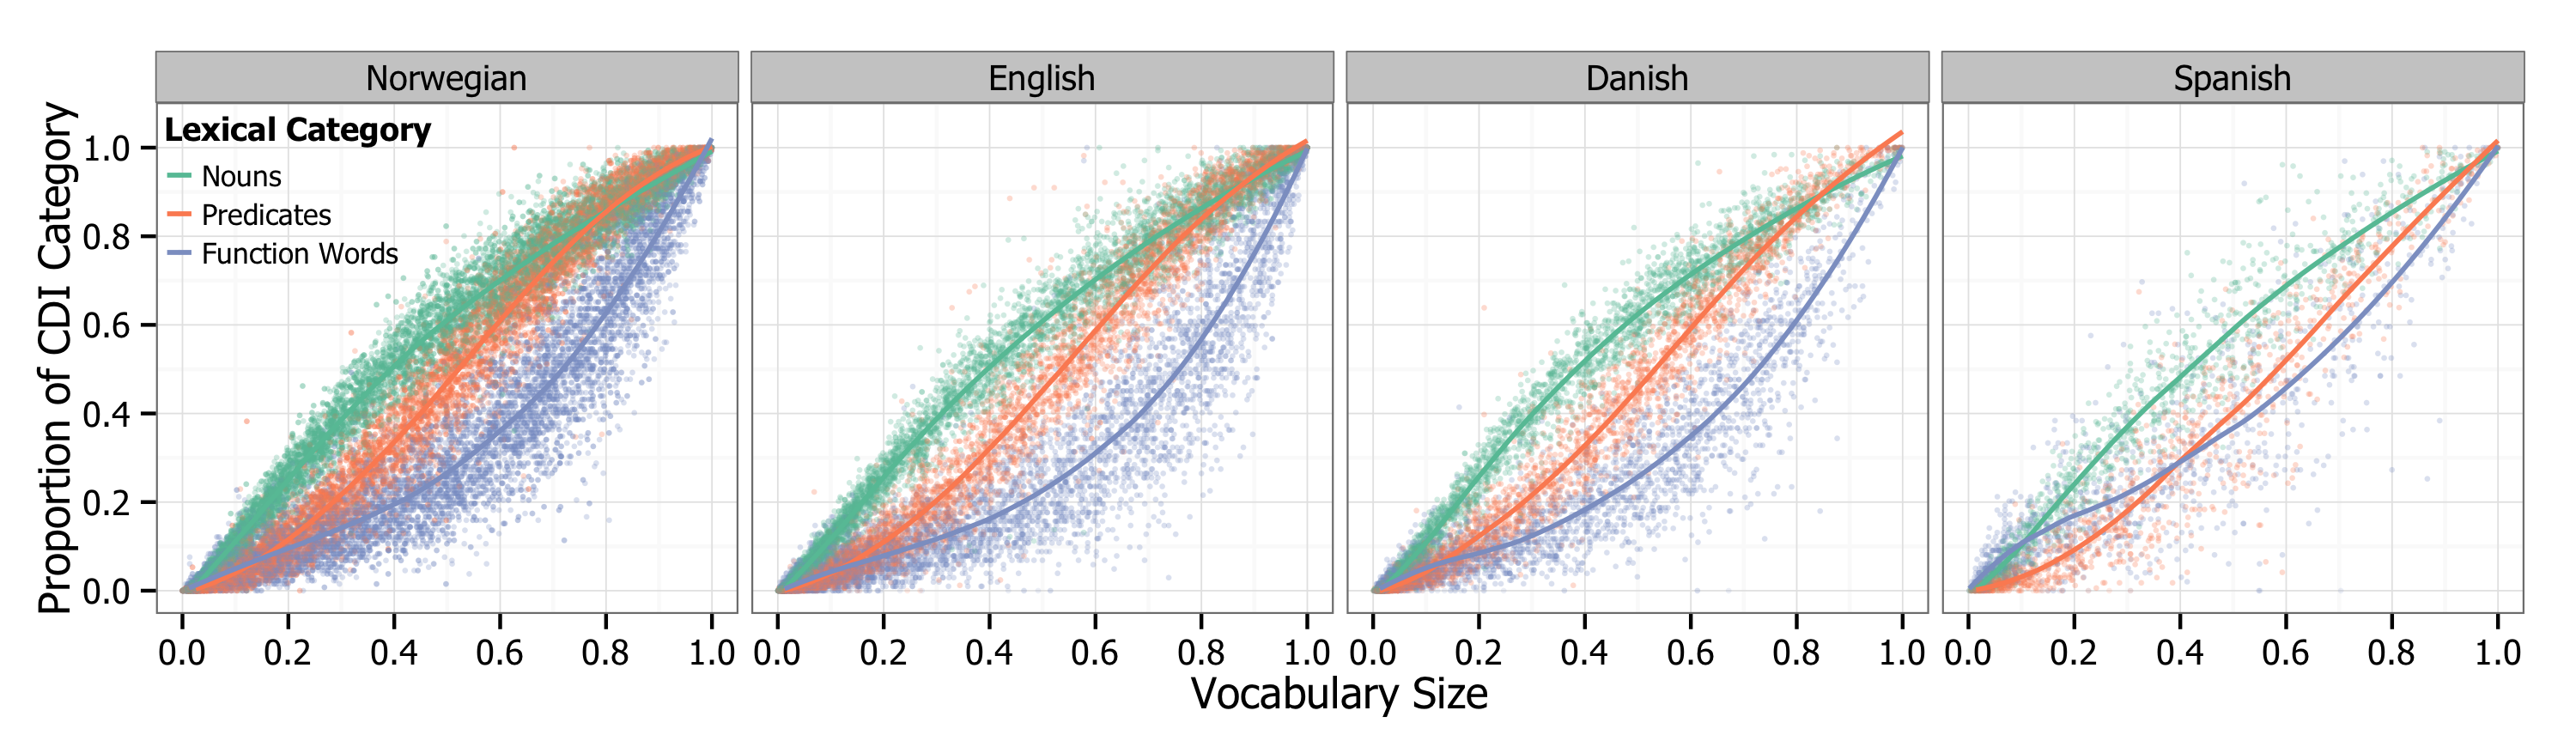 Norwegian English Danish Spanish
Proportion of CDI Category
Lexical Category
Nouns
Predicates
Function Words
1.0
0.8
0.6
0.4
0.2
0.0
0.0 0.2 0.4 0.6 0.8 1.0 0.0 0.2 0.4 0.6 0.8 1.0 0.0 0.2 0.4 0.6 0.8 1.0 0.0 0.2 0.4 0.6 0.8 1.0
Vocabulary Size